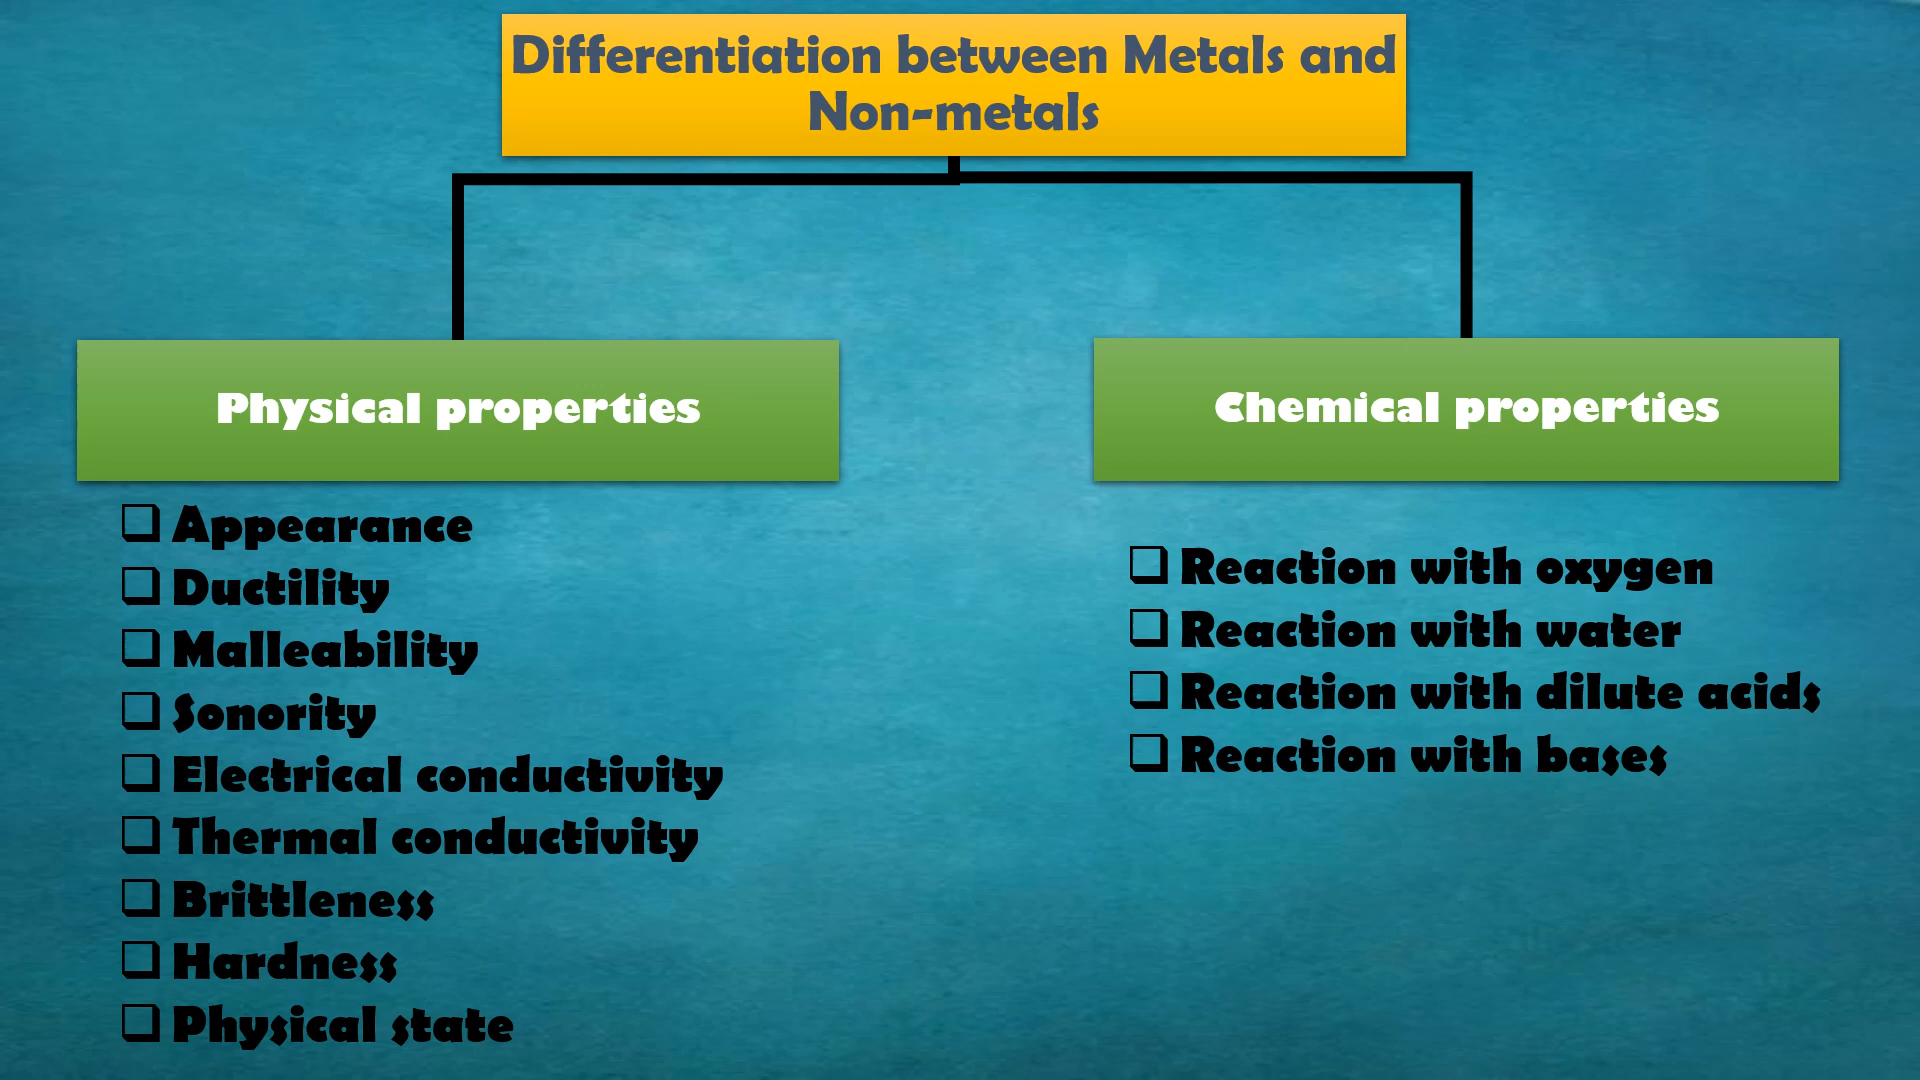 Differentiation between Metals and
Non-metals
Physical properties
Appearance
Ductility
Malleability
Sonority
Electrical conductivity
Thermal conductivity
Brittleness
Hardness
Physical state
Chemical properties
Reaction with oxygen
Reaction with water
Reaction with dilute acids
Reaction with bases